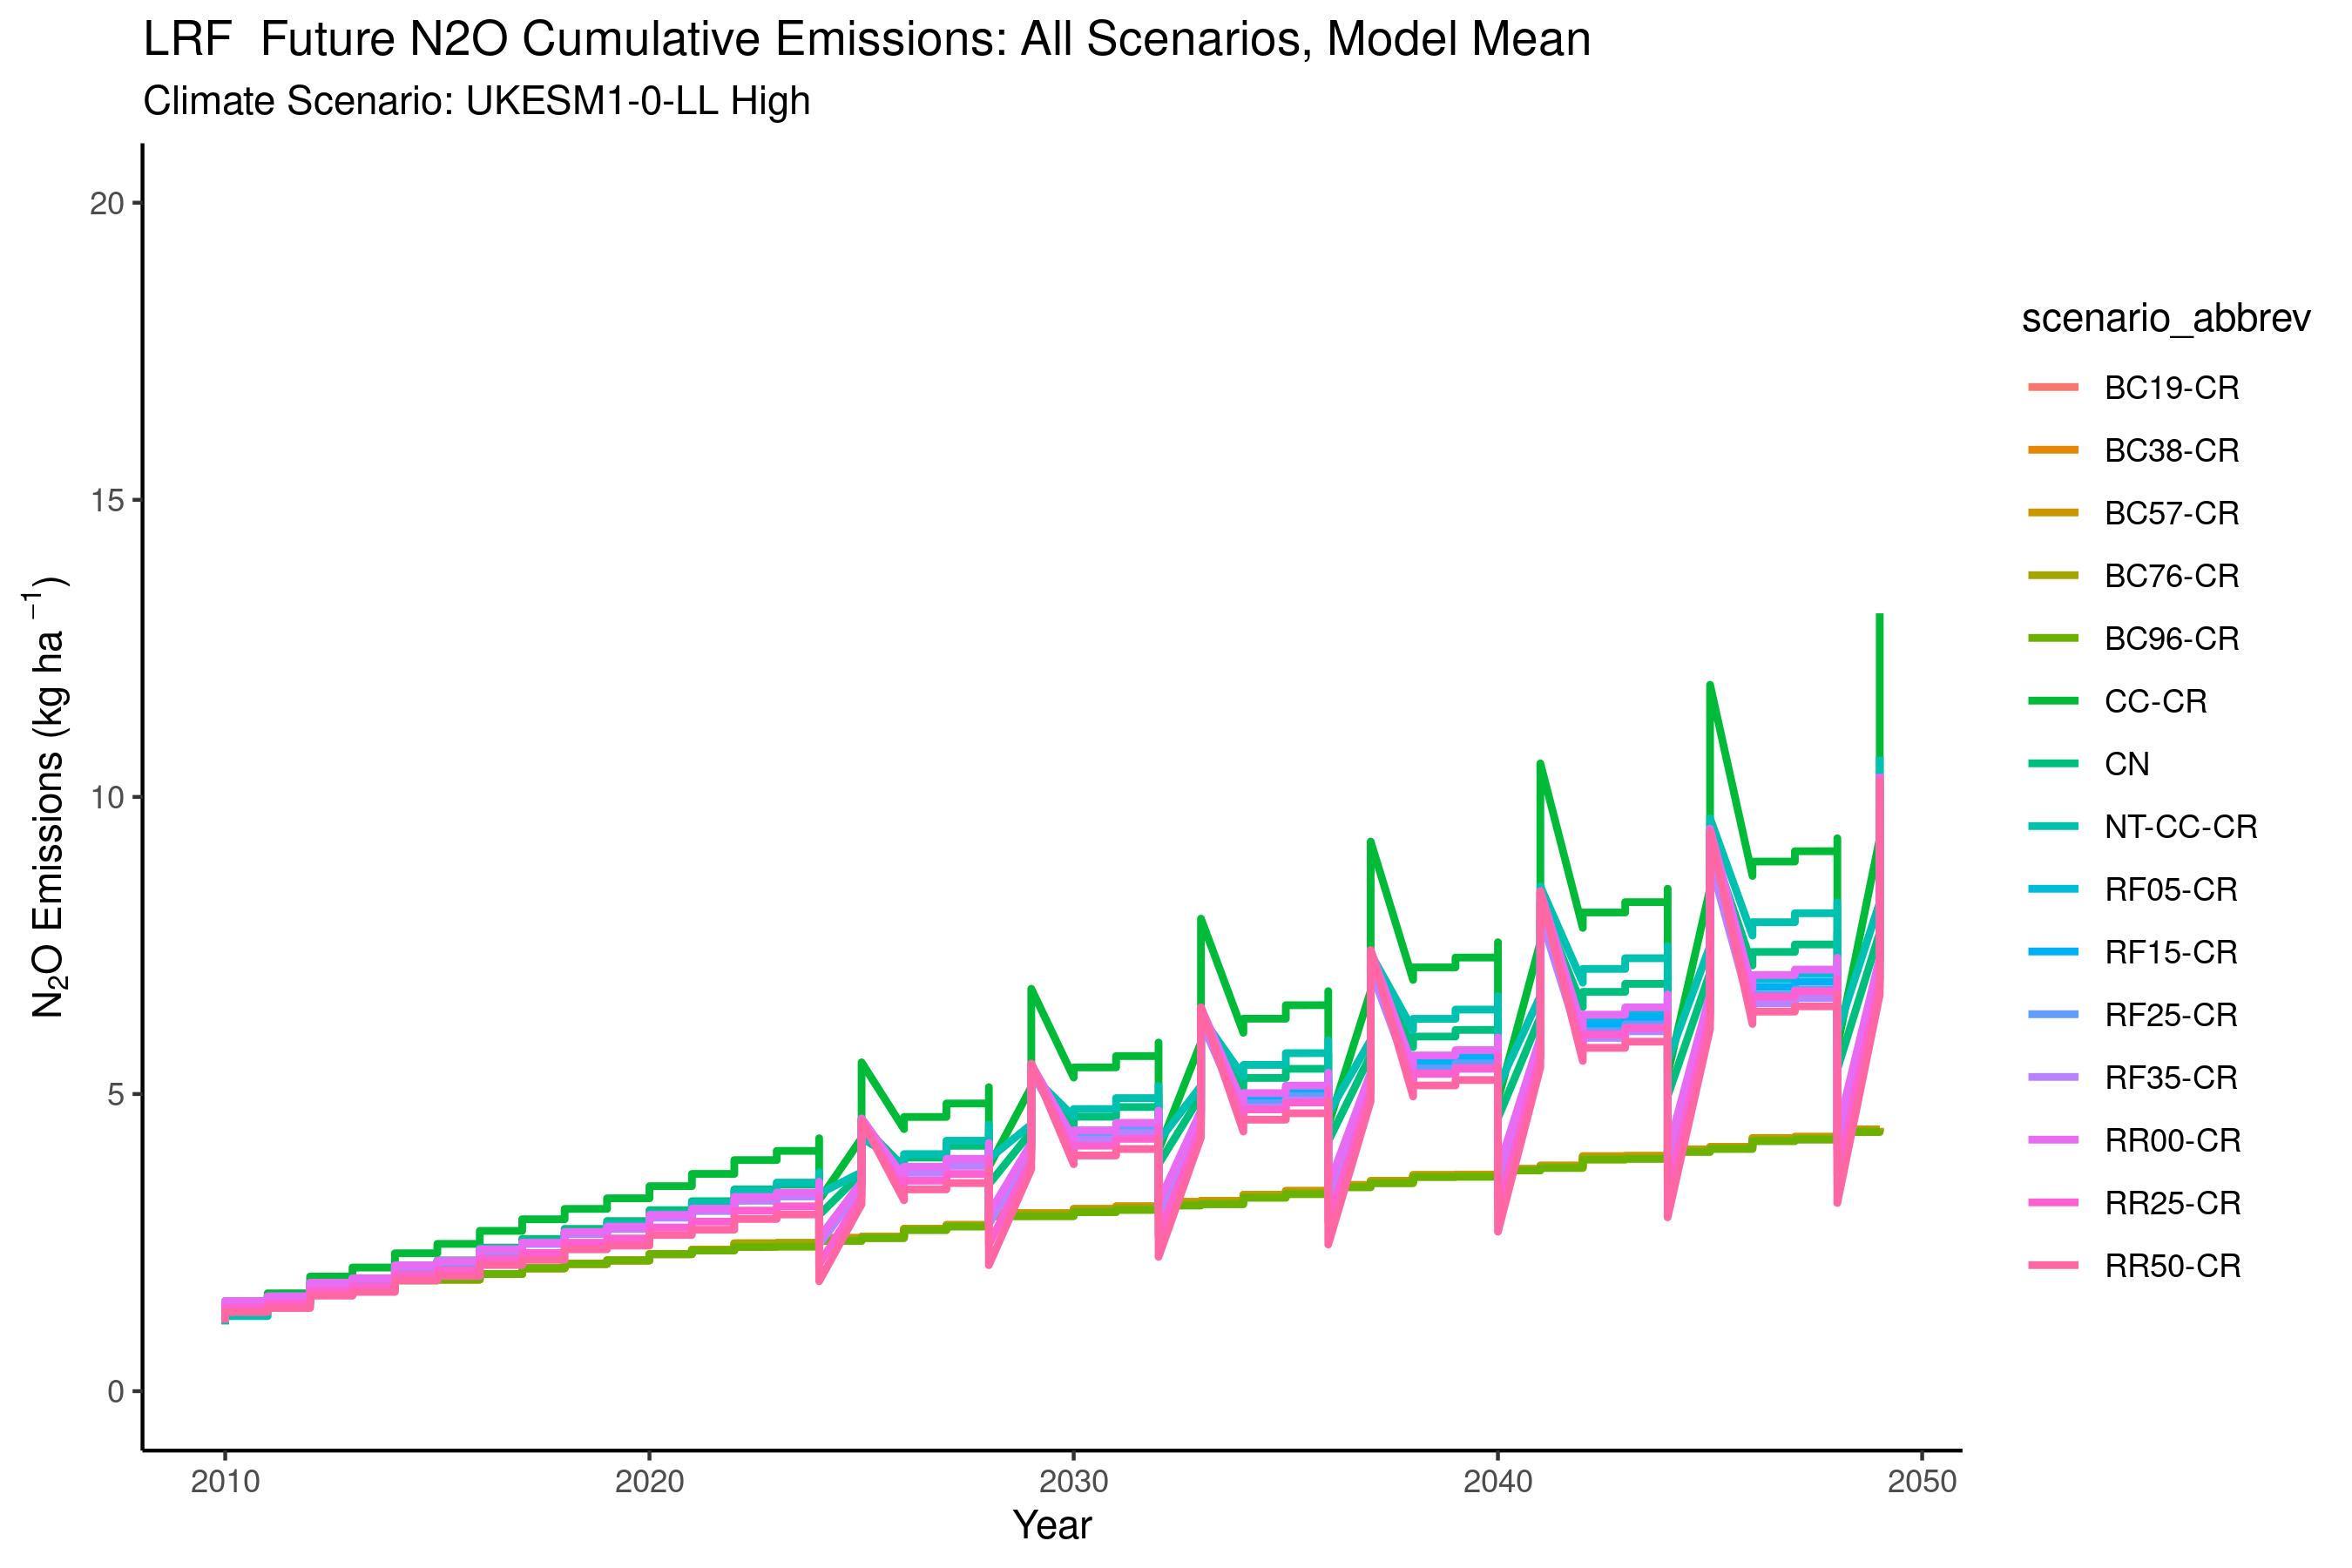 LRF  Future N2O Cumulative Emissions: All Scenarios, Model Mean
Climate Scenario: UKESM1-0-LL High
N₂O Emissions (kg ha⁻¹)
20
15
10
5
0
2010
2020
2030
2040
2050
Year
scenario_abbrev
BC19-CR
BC38-CR
BC57-CR
BC76-CR
BC96-CR
CC-CR
CN
NT-CC-CR
RF05-CR
RF15-CR
RF25-CR
RF35-CR
RR00-CR
RR25-CR
RR50-CR